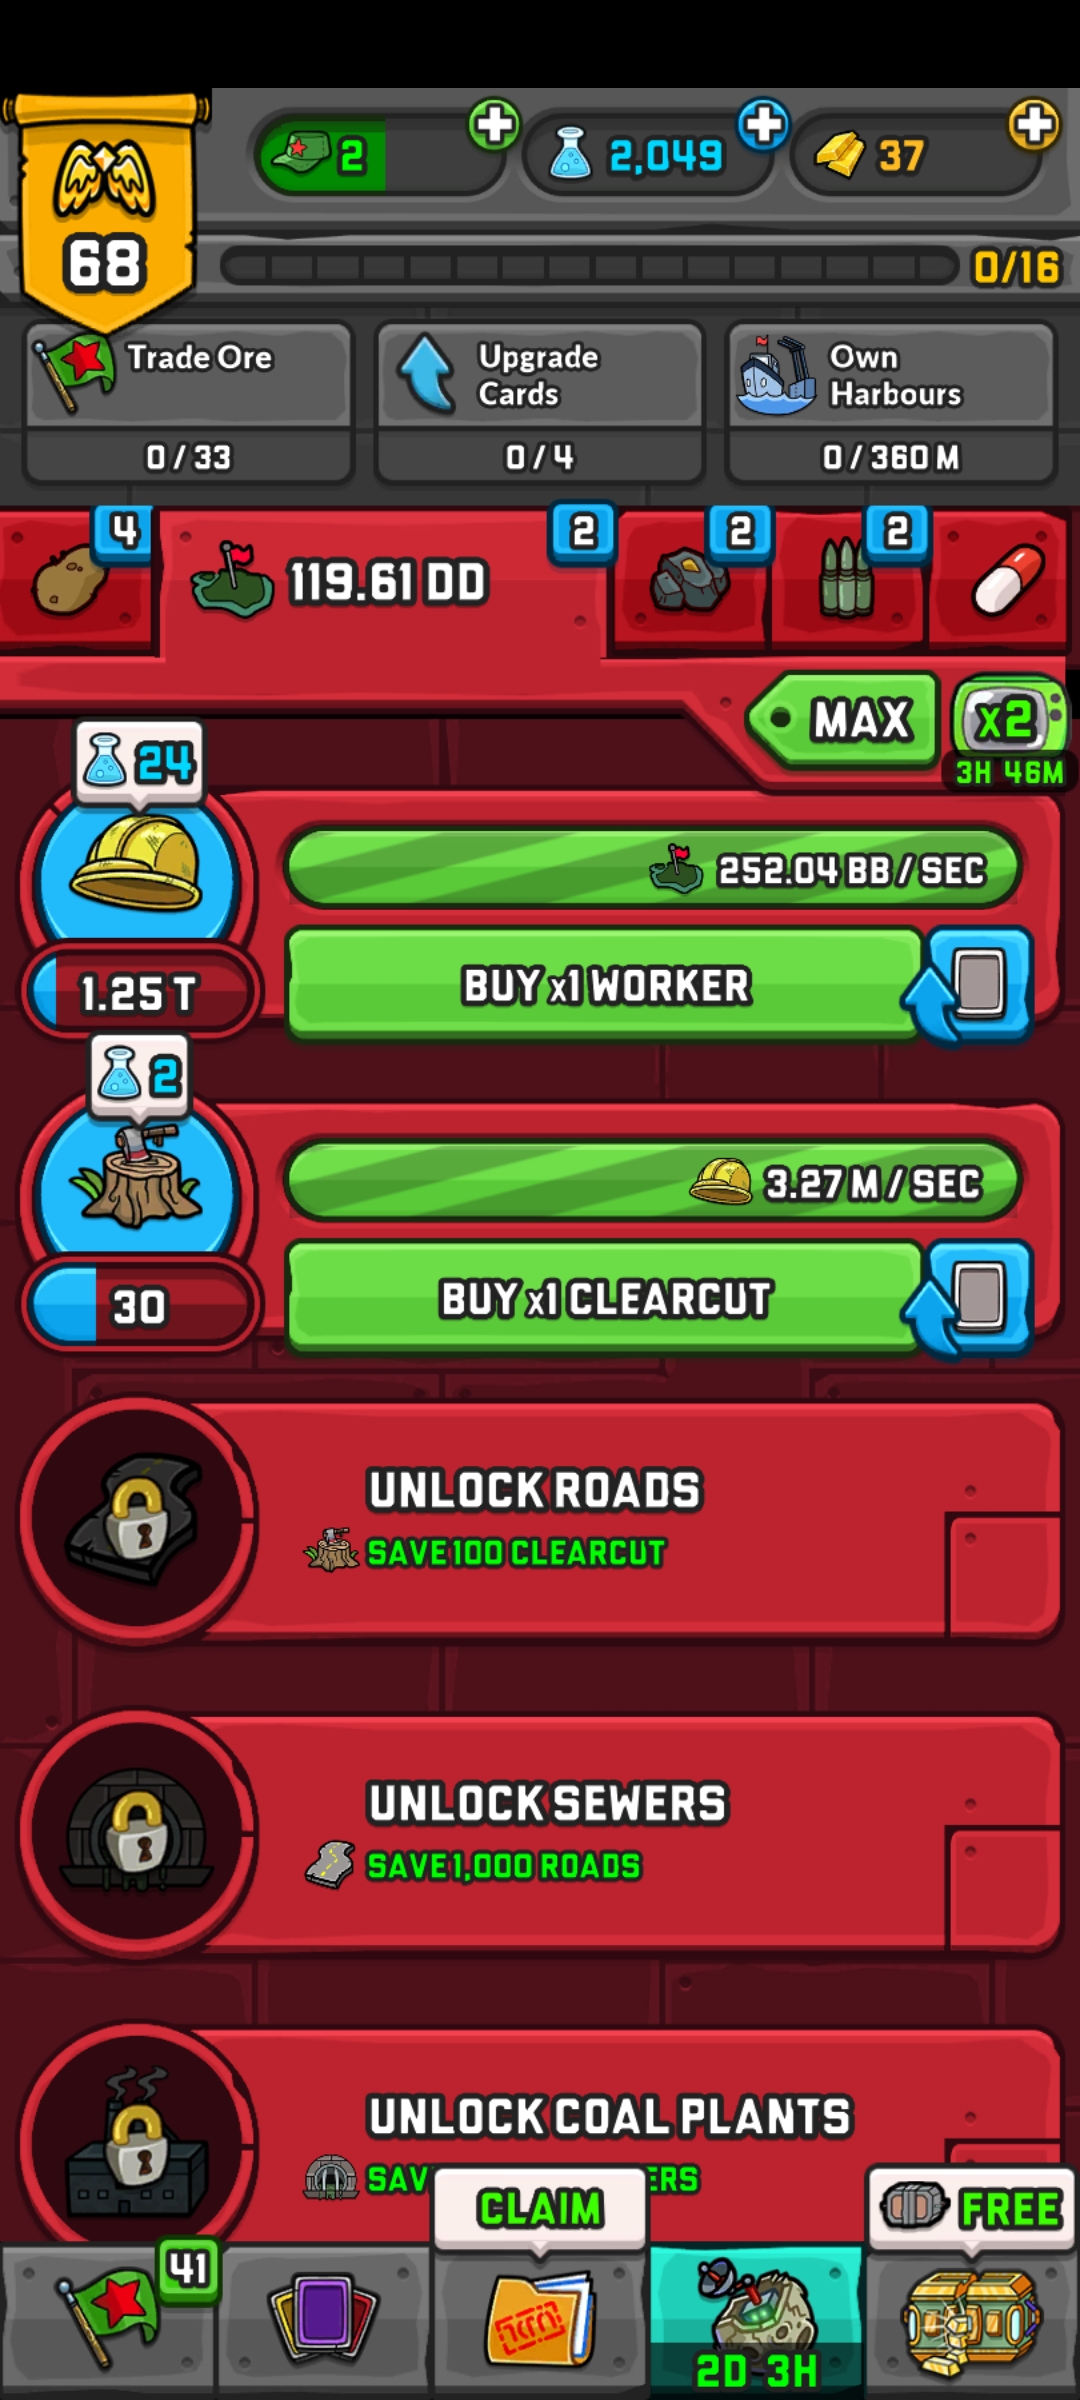 2
2,049
37
68
0/16
Trade Ore
Upgrade
Cards
Own
Harbours
0 / 33
0 / 4
0 / 360 M
4
119.61 DD
2
2
2
MAX
x2
3H 46M
24
252.04 BB / SEC
BUY x1 WORKER
1.25 T
2
3.27 M / SEC
BUY x1 CLEARCUT
30
UNLOCK ROADS
SAVE 100 CLEARCUT
UNLOCK SEWERS
SAVE 1,000 ROADS
UNLOCK COAL PLANTS
CLAIM
FREE
41
2D 3H